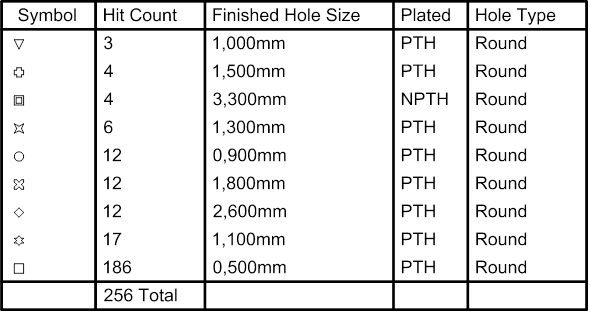 Symbol Hit Count Finished Hole Size Plated Hole Type
3 1,000mm PTH Round
4 1,500mm PTH Round
4 3,300mm NPTH Round
6 1,300mm PTH Round
12 0,900mm PTH Round
12 1,800mm PTH Round
12 2,600mm PTH Round
17 1,100mm PTH Round
186 0,500mm PTH Round
256 Total